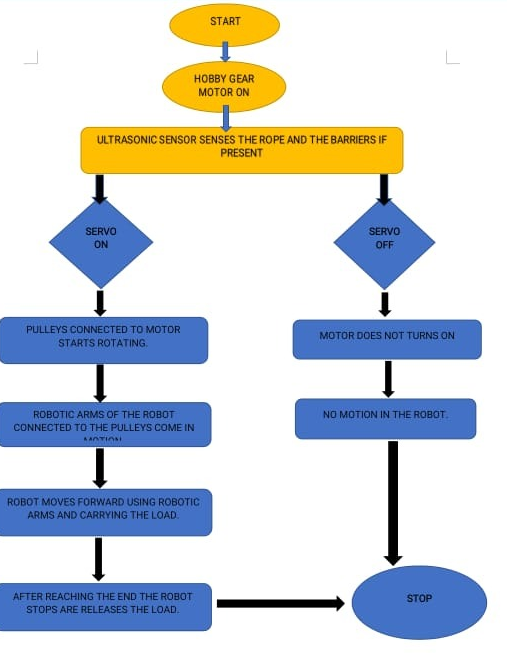 START
HOBBY GEAR
MOTOR ON
ULTRASONIC SENSOR SENSES THE ROPE AND THE BARRIERS IF
PRESENT
SERVO
ON
SERVO
OFF
PULLEYS CONNECTED TO MOTOR
STARTS ROTATING.
MOTOR DOES NOT TURNS ON
ROBOTIC ARMS OF THE ROBOT
CONNECTED TO THE PULLEYS COME IN
MOTION
NO MOTION IN THE ROBOT.
ROBOT MOVES FORWARD USING ROBOTIC
ARMS AND CARRYING THE LOAD.
AFTER REACHING THE END THE ROBOT
STOPS ARE RELEASES THE LOAD.
STOP